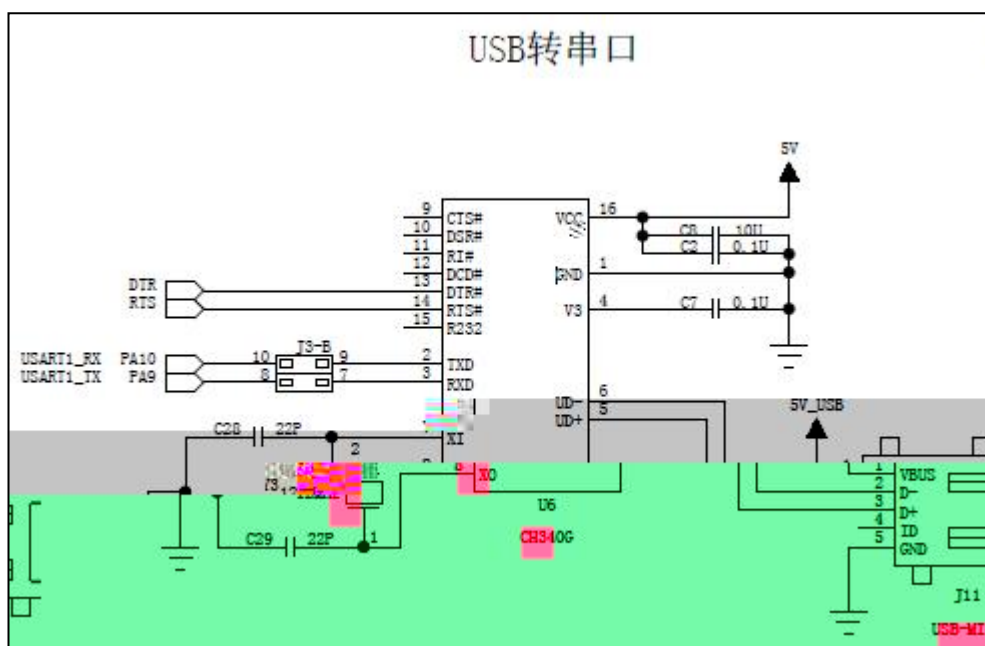 USB转串口
5V
9 CTS#
10 DSR#
11 RI#
12 DCD#
13 DTR#
14 RTS#
15 R232
2 TXD
3 RXD
XI
XO
VCC 16
GND 1
V3 4
UD- 6
UD+ 5
C8 10U
C2 0.1U
C7 0.1U
DTR
RTS
J3-B
USART1_RX PA10 10 9
USART1_TX PA9 8 7
C28 22P
2
C29 22P 1
U6
CH340G
5V_USB
1 VBUS
2 D-
3 D+
4 ID
5 GND
J11
USB-MI